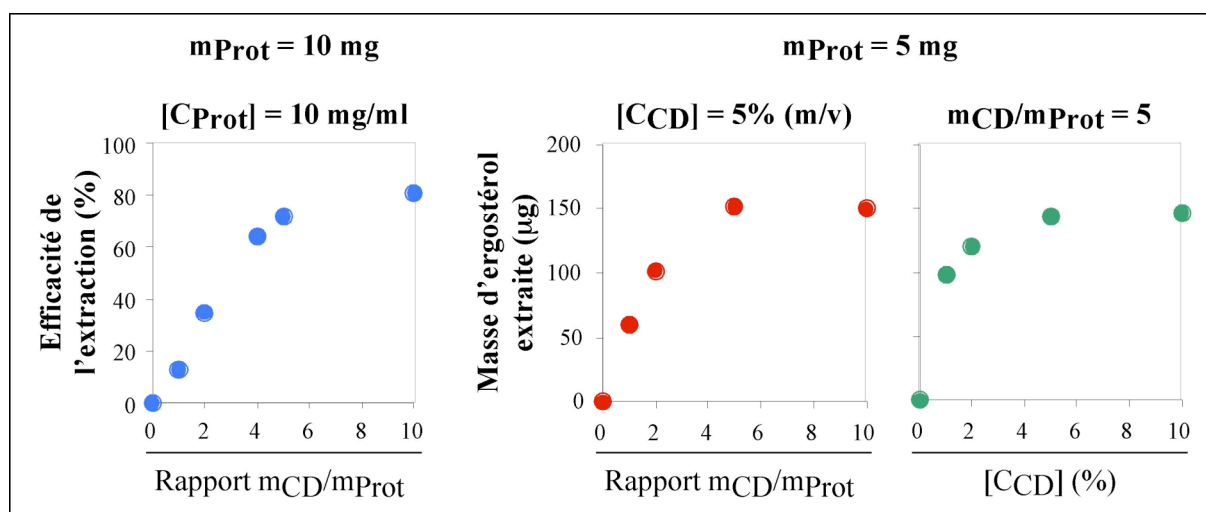 mProt = 10 mg
mProt = 5 mg
[CProt] = 10 mg/ml
[CCD] = 5% (m/v)
mCD/mProt = 5
Efficacité de
l'extraction (%)
100
80
60
40
20
0
0 2 4 6 8 10
Rapport mCD/mProt
Masse d'ergostérol
extraite (µg)
200
150
100
50
0
0 2 4 6 8 10
Rapport mCD/mProt
0 2 4 6 8 10
[CCD] (%)